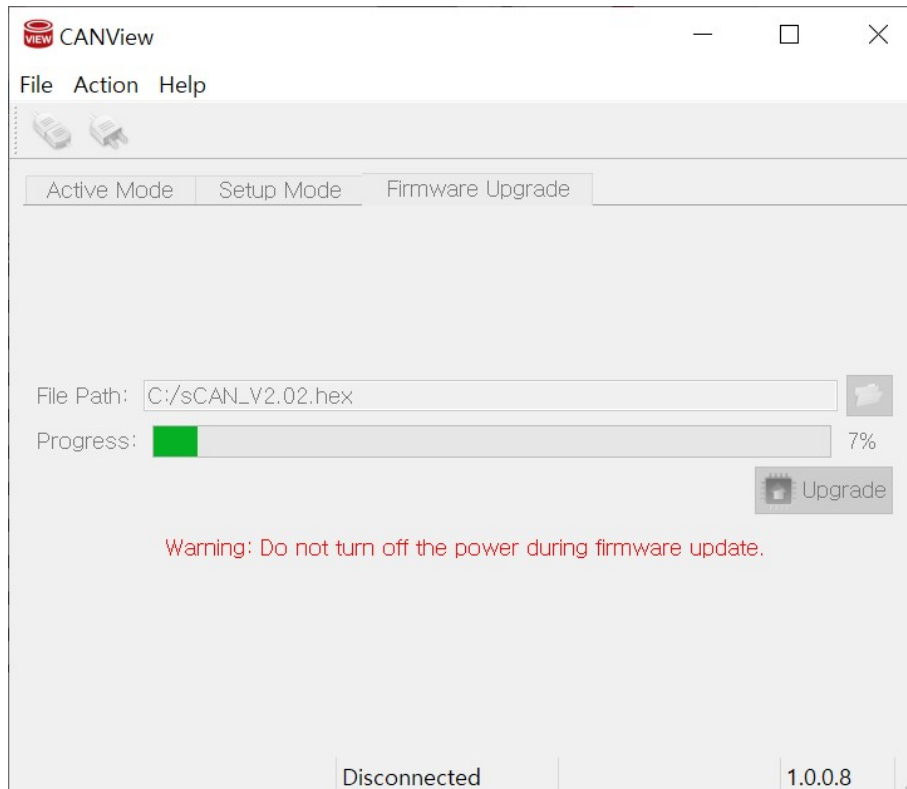 VIEW CANView
File Action Help
Active Mode Setup Mode Firmware Upgrade
File Path: C:/sCAN_V2.02.hex
Progress: 7%
Upgrade
Warning: Do not turn off the power during firmware update.
Disconnected 1.0.0.8